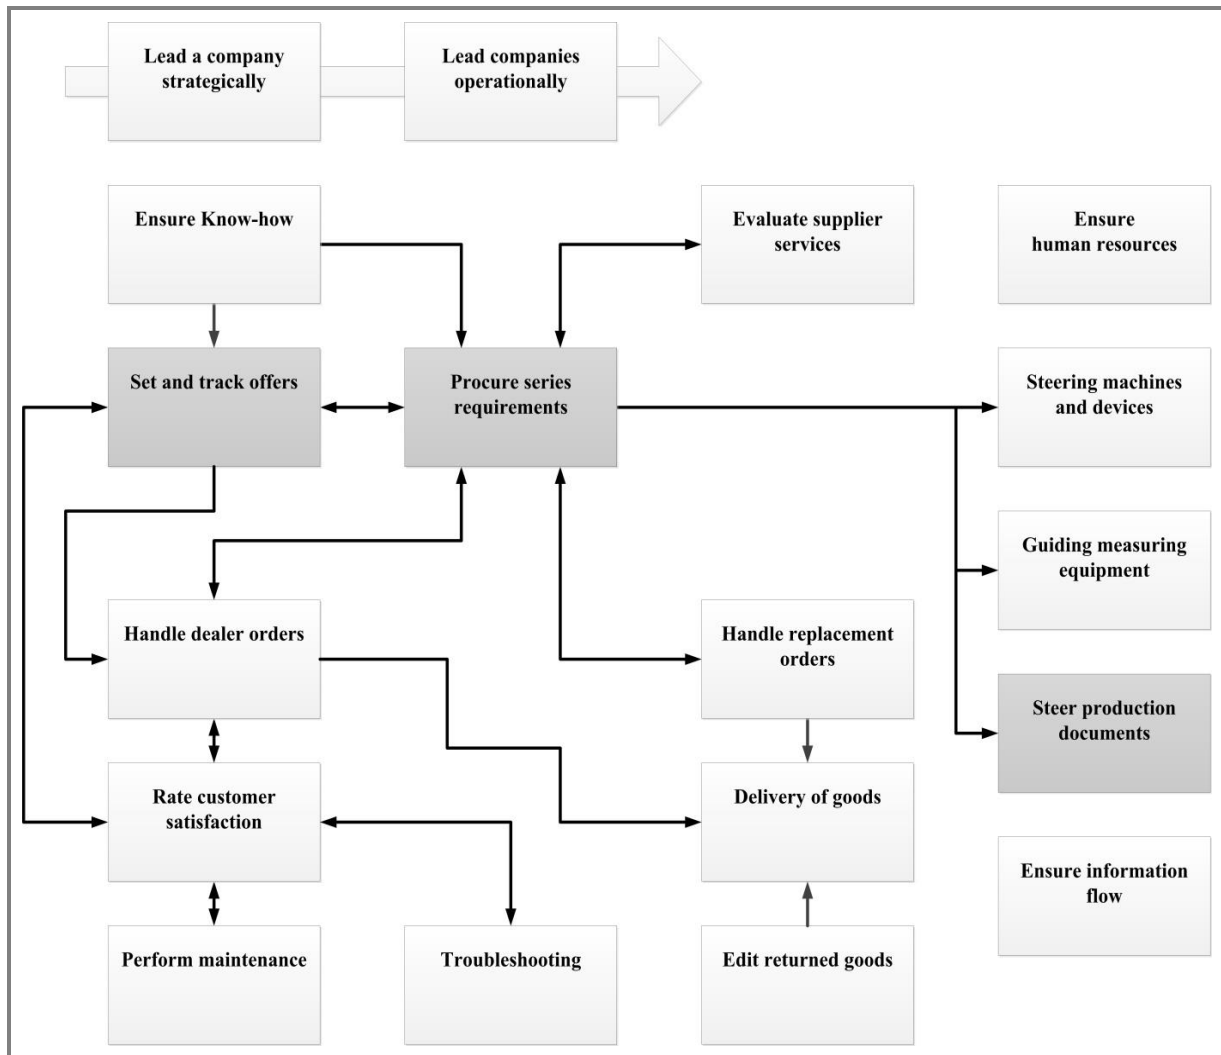 Lead a company
strategically
Lead companies
operationally
Ensure Know-how
Evaluate supplier
services
Ensure
human resources
Set and track offers
Procure series
requirements
Steering machines
and devices
Guiding measuring
equipment
Handle dealer orders
Handle replacement
orders
Steer production
documents
Rate customer
satisfaction
Delivery of goods
Ensure information
flow
Perform maintenance
Troubleshooting
Edit returned goods